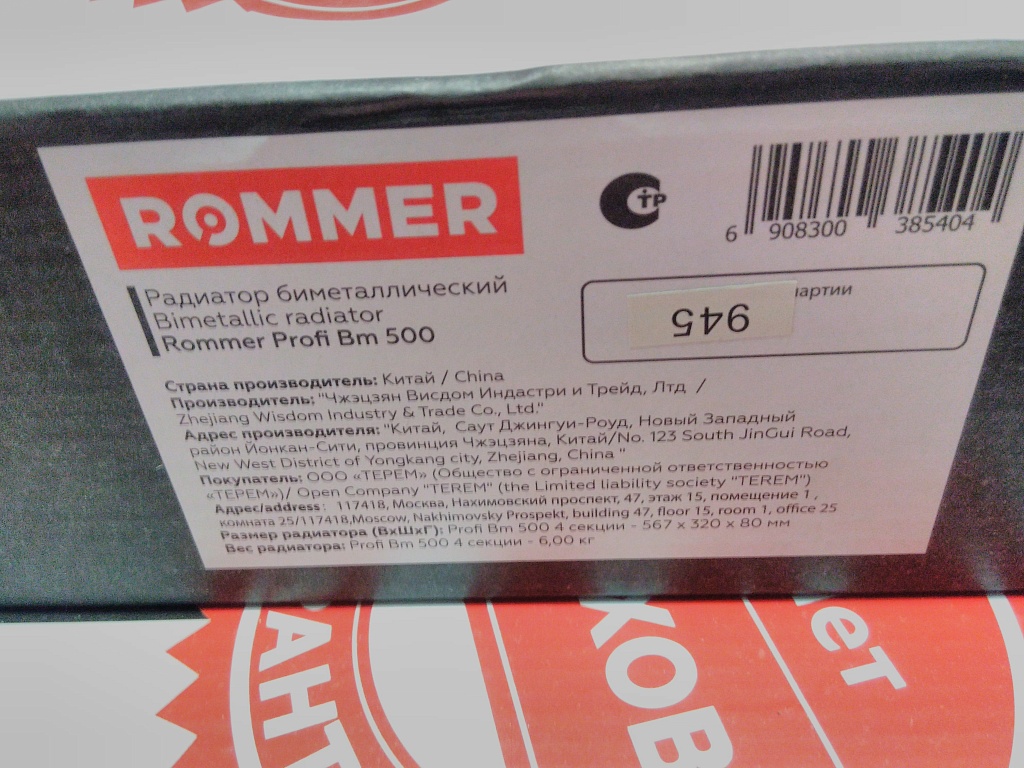 ROMMER
СТР
6 908300 385404
Радиатор биметаллический
Bimetallic radiator
Rommer Profi Bm 500
партии
945
Страна производитель: Китай / China
Производитель: "Чжэцзян Висдом Индастри и Трейд, Лтд /
Zhejiang Wisdom Industry & Trade Co., Ltd."
Адрес производителя: "Китай, Саут Джингуи-Роуд, Новый Западный
район Йонкан-Сити, провинция Чжэцзяна, Китай/No. 123 South JinGui Road,
New West District of Yongkang city, Zhejiang, China "
Покупатель: ООО «ТЕРЕМ» (Общество с ограниченной ответственностью
«ТЕРЕМ»)/ Open Company "TEREM" (the Limited liability society "TEREM")
Адрес/address: 117418, Москва, Нахимовский проспект, 47, этаж 15, помещение 1 ,
комната 25/117418,Moscow, Nakhimovsky Prospekt, building 47, floor 15, room 1, office 25
Размер радиатора (ВхШхГ): Profi Bm 500 4 секции - 567 x 320 x 80 мм
Вес радиатора: Profi Bm 500 4 секции - 6,00 кг
РАНТ
ХОВ
лет